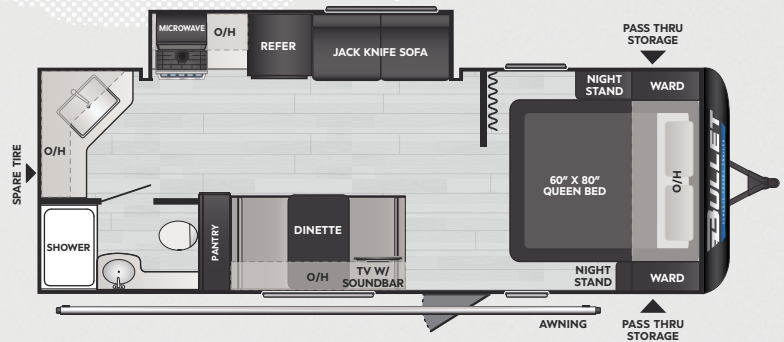 MICROWAVE
O/H
REFER
JACK KNIFE SOFA
PASS THRU
STORAGE
NIGHT
STAND
WARD
SPARE TIRE
O/H
60" X 80"
QUEEN BED
O/H
BULLET
SHOWER
PANTRY
DINETTE
O/H
TV W/
SOUNDBAR
NIGHT
STAND
WARD
AWNING
PASS THRU
STORAGE